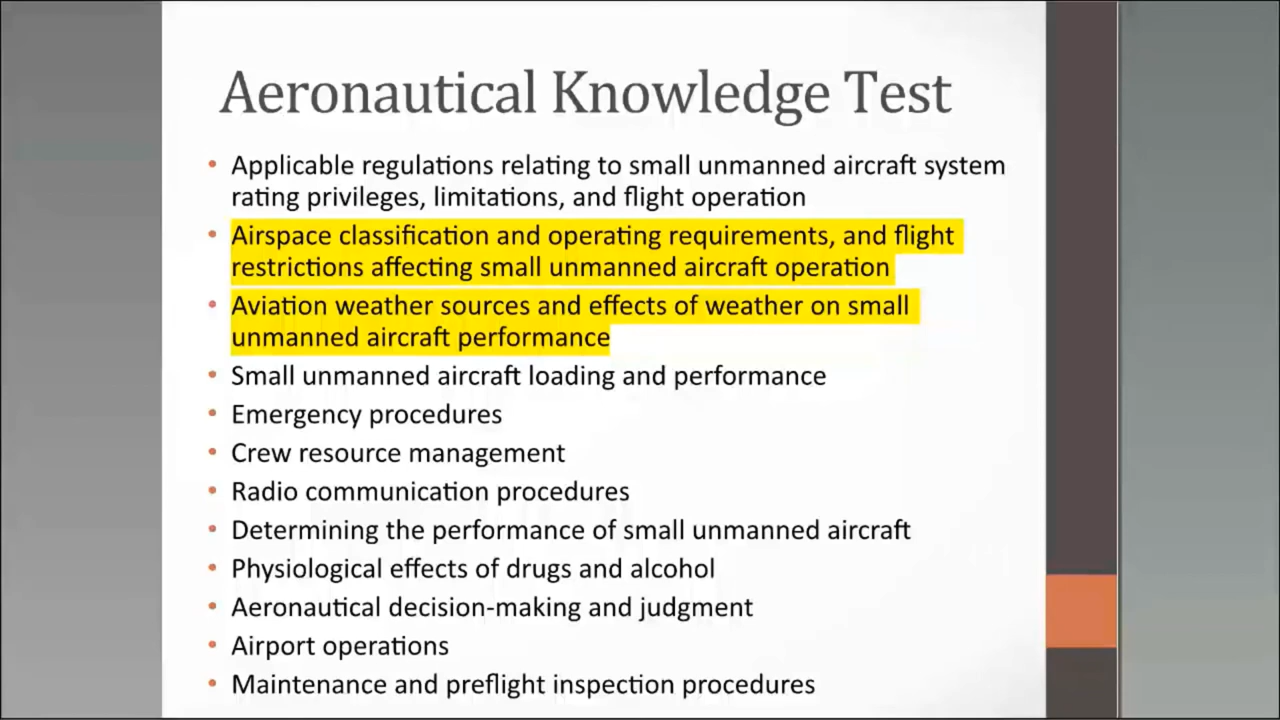 Aeronautical Knowledge Test
• Applicable regulations relating to small unmanned aircraft system
rating privileges, limitations, and flight operation
• Airspace classification and operating requirements, and flight
restrictions affecting small unmanned aircraft operation
• Aviation weather sources and effects of weather on small
unmanned aircraft performance
• Small unmanned aircraft loading and performance
• Emergency procedures
• Crew resource management
• Radio communication procedures
• Determining the performance of small unmanned aircraft
• Physiological effects of drugs and alcohol
• Aeronautical decision-making and judgment
• Airport operations
• Maintenance and preflight inspection procedures